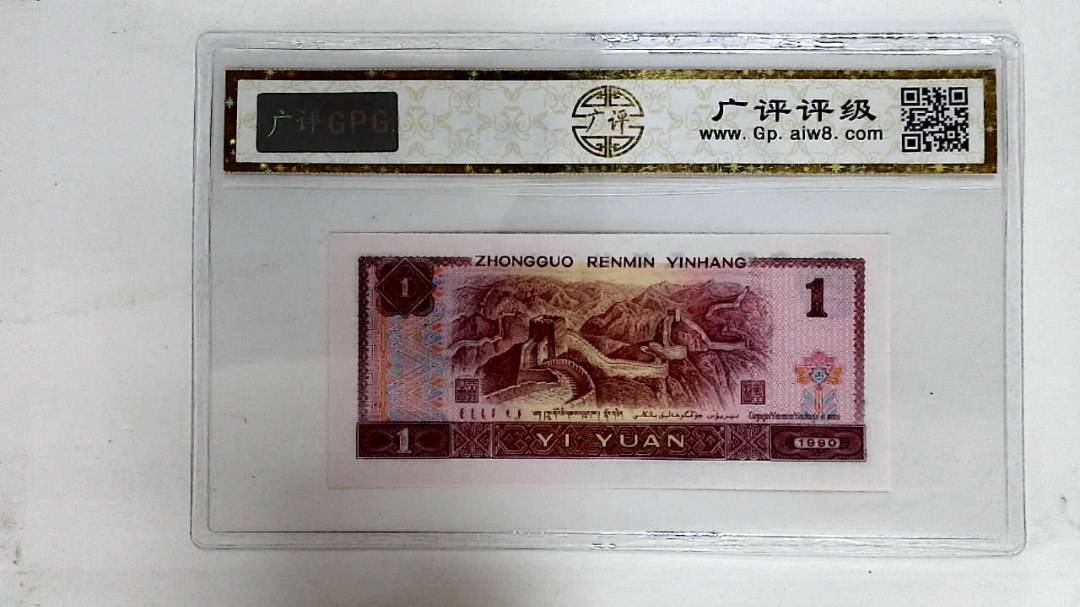 广评GPG
广评
广评评级
www.Gp.aiw8.com
ZHONGGUO RENMIN YINHANG
1
1
1
YI YUAN
1990